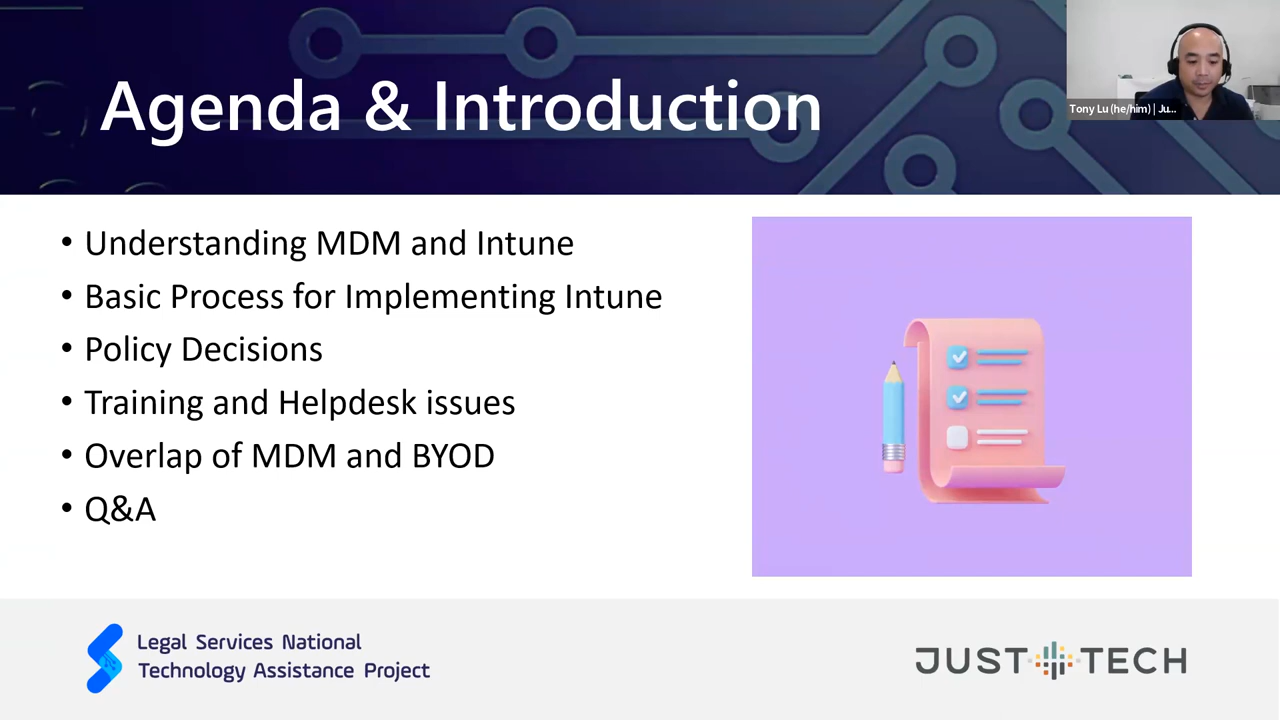 Agenda & Introduction
Tony Lu (he/him) | Ju...
• Understanding MDM and Intune
• Basic Process for Implementing Intune
• Policy Decisions
• Training and Helpdesk issues
• Overlap of MDM and BYOD
• Q&A
Legal Services National
Technology Assistance Project
JUST TECH